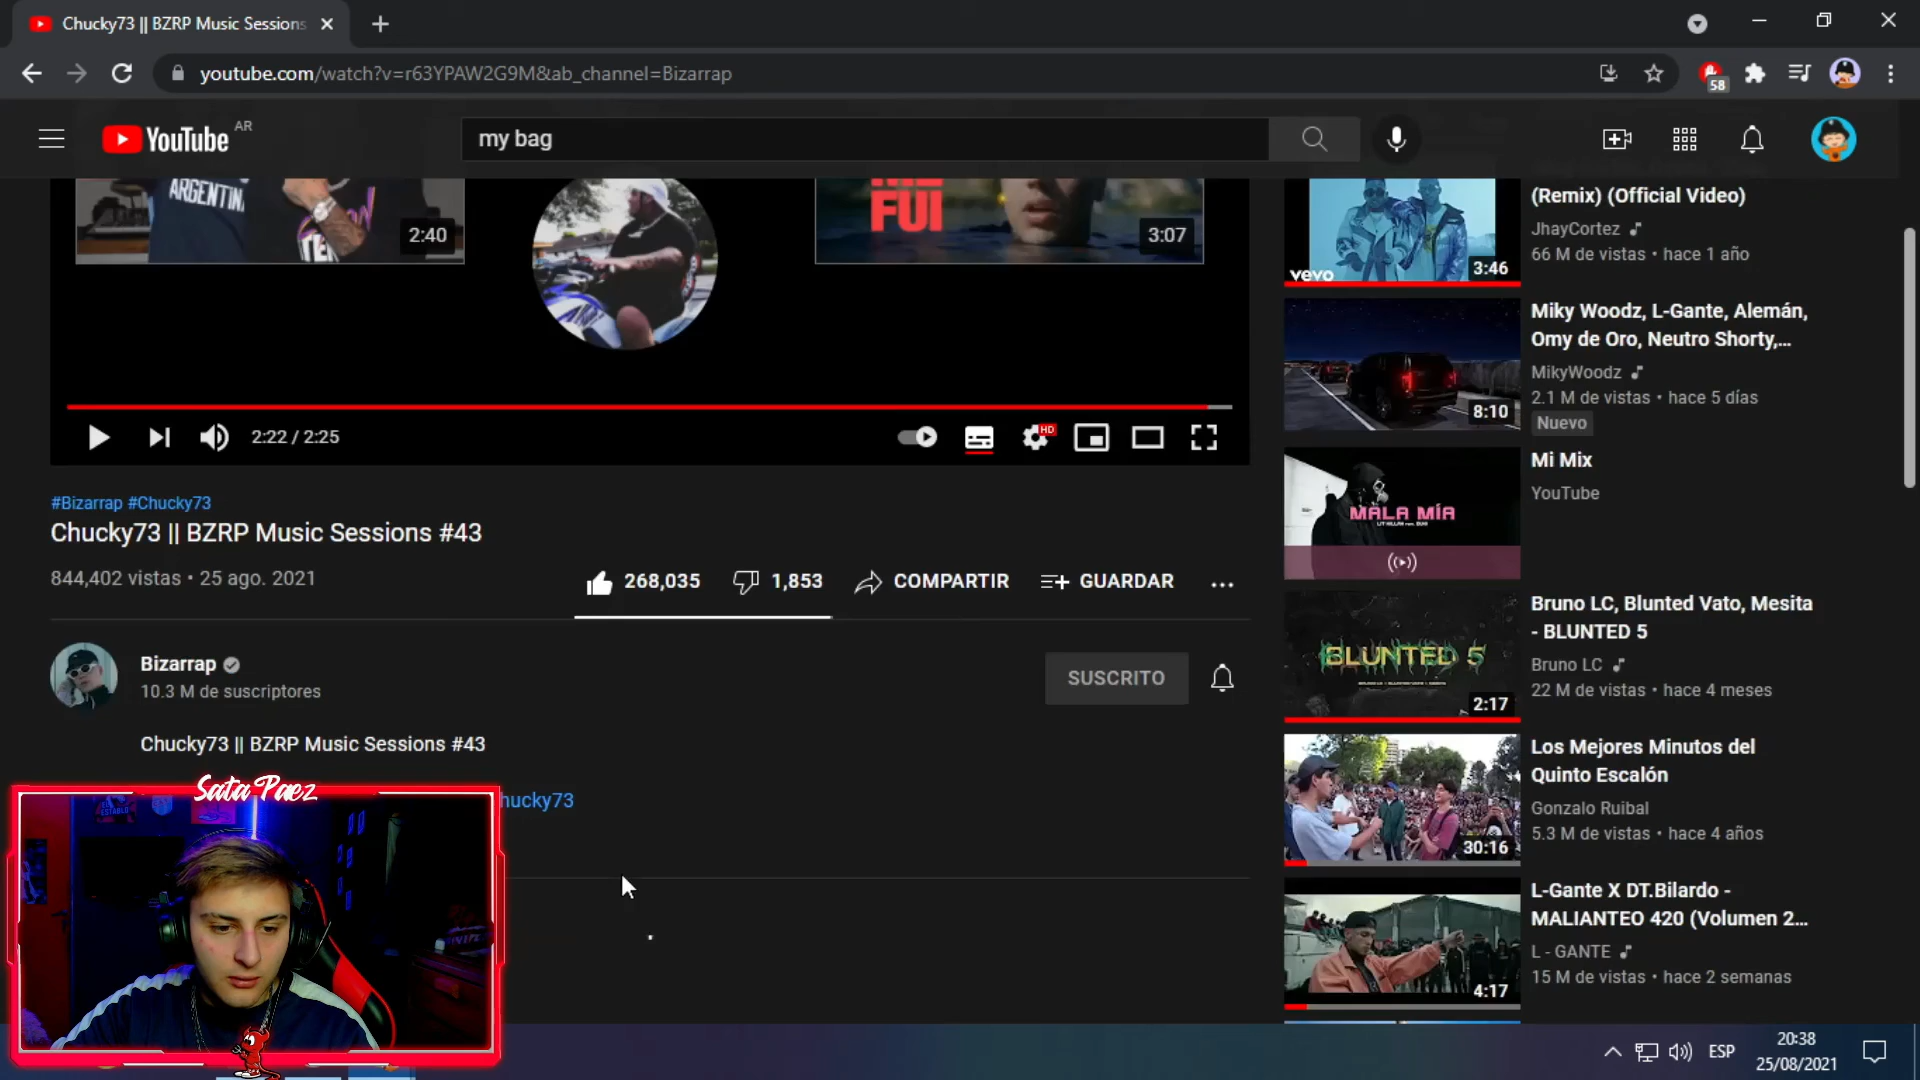 Chucky73 || BZRP Music Sessions
youtube.com/watch?v=r63YPAW2G9M&ab_channel=Bizarrap
58
YouTube AR
my bag
ARGENTIN
2:40
FUI
3:07
2:22 / 2:25
HD
#Bizarrap #Chucky73
Chucky73 || BZRP Music Sessions #43
844,402 vistas • 25 ago. 2021
268,035
1,853
COMPARTIR
GUARDAR
Bizarrap
10.3 M de suscriptores
SUSCRITO
Chucky73 || BZRP Music Sessions #43
hucky73
Sata Paez
(Remix) (Official Video)
JhayCortez
66 M de vistas • hace 1 año
vevo
3:46
Miky Woodz, L-Gante, Alemán,
Omy de Oro, Neutro Shorty,...
MikyWoodz
2.1 M de vistas • hace 5 días
Nuevo
8:10
Mi Mix
YouTube
MALA MÍA
Bruno LC, Blunted Vato, Mesita
- BLUNTED 5
Bruno LC
22 M de vistas • hace 4 meses
BLUNTED 5
2:17
Los Mejores Minutos del
Quinto Escalón
Gonzalo Ruibal
5.3 M de vistas • hace 4 años
30:16
L-Gante X DT.Bilardo -
MALIANTEO 420 (Volumen 2...
L - GANTE
15 M de vistas • hace 2 semanas
4:17
ESP
20:38
25/08/2021